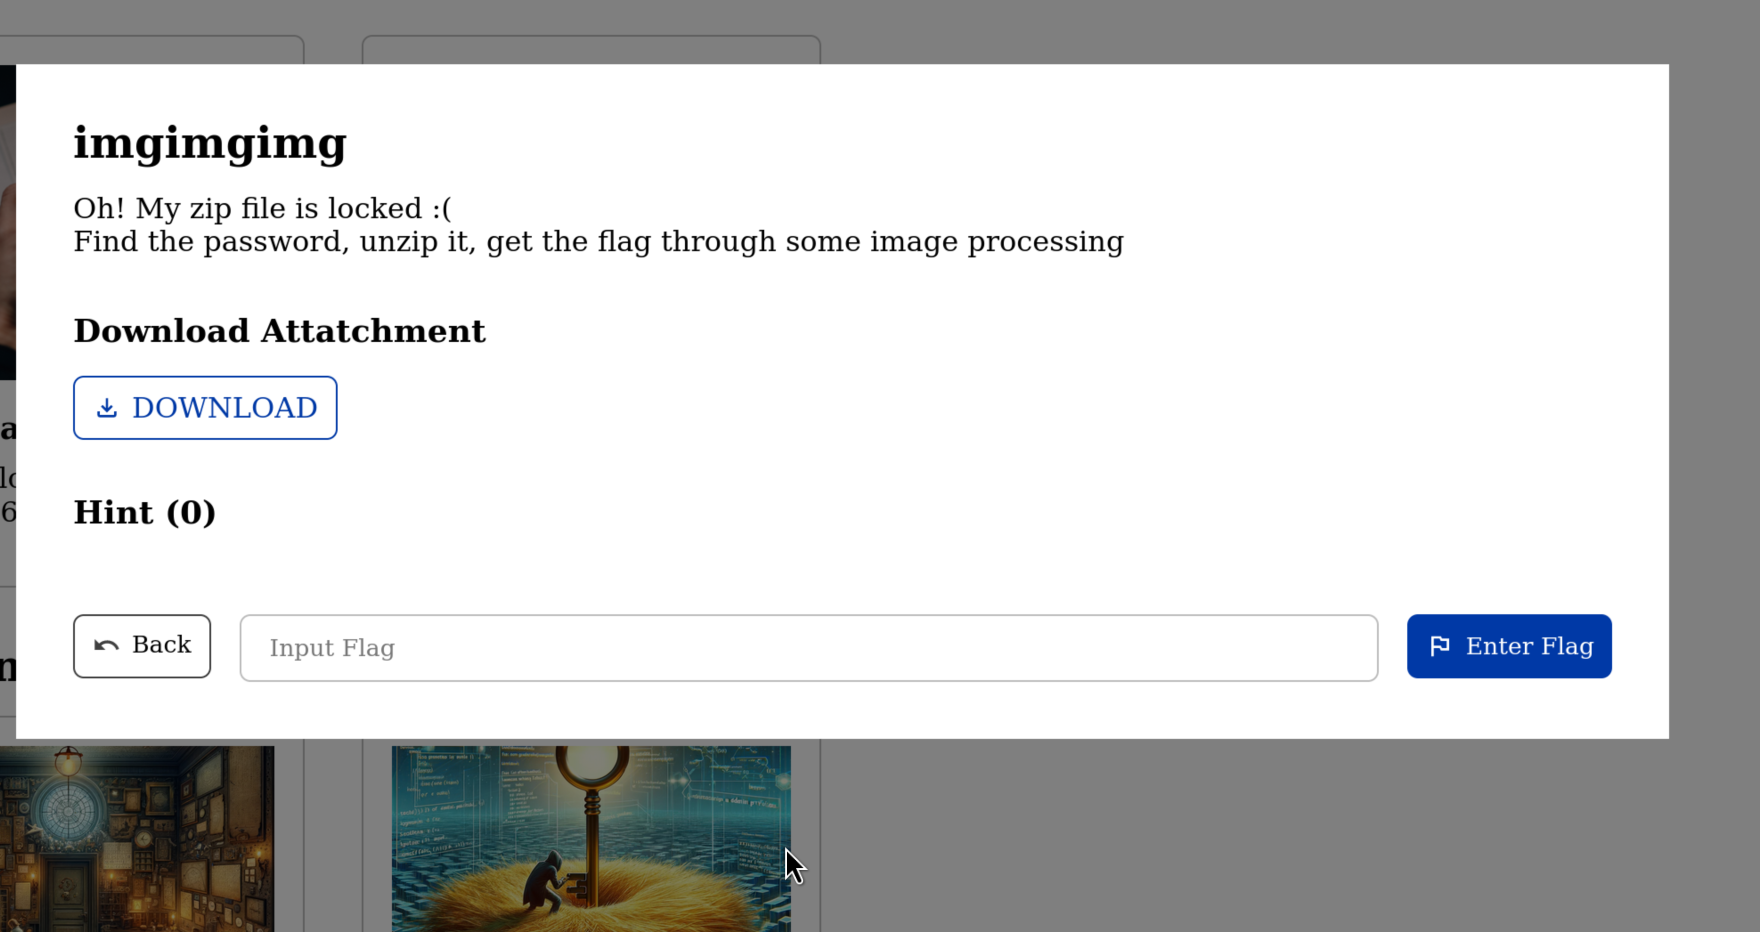 imgimgimg
Oh! My zip file is locked :(
Find the password, unzip it, get the flag through some image processing
Download Attatchment
DOWNLOAD
Hint (0)
Back
Input Flag
Enter Flag